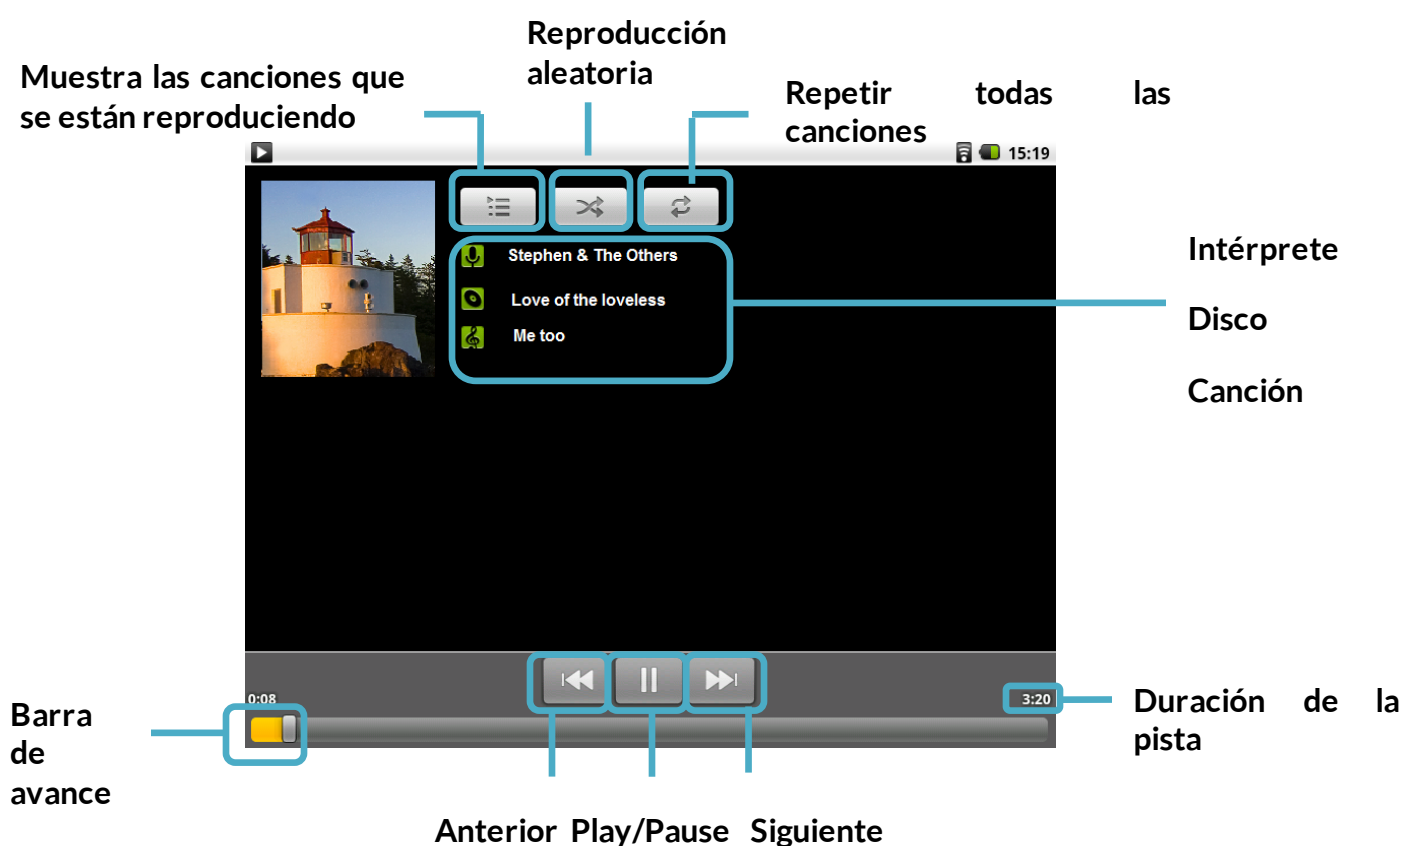 Reproducción
aleatoria
Muestra las canciones que
se están reproduciendo
Repetir todas las
canciones
15:19
Stephen & The Others
Love of the loveless
Me too
Intérprete
Disco
Canción
0:08
3:20
Barra
de
avance
Duración de la
pista
Anterior Play/Pause Siguiente